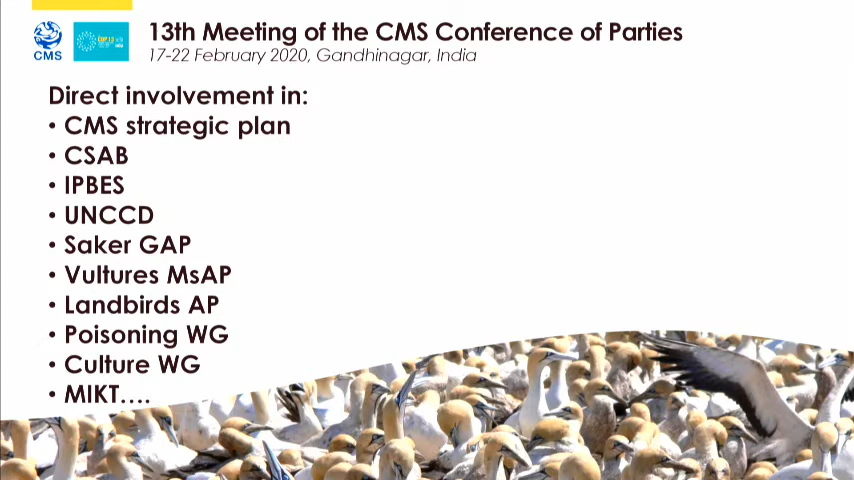 13th Meeting of the CMS Conference of Parties
17-22 February 2020, Gandhinagar, India
CMS
Direct involvement in:
• CMS strategic plan
• CSAB
• IPBES
• UNCCD
• Saker GAP
• Vultures MsAP
• Landbirds AP
• Poisoning WG
• Culture WG
• MIKT....